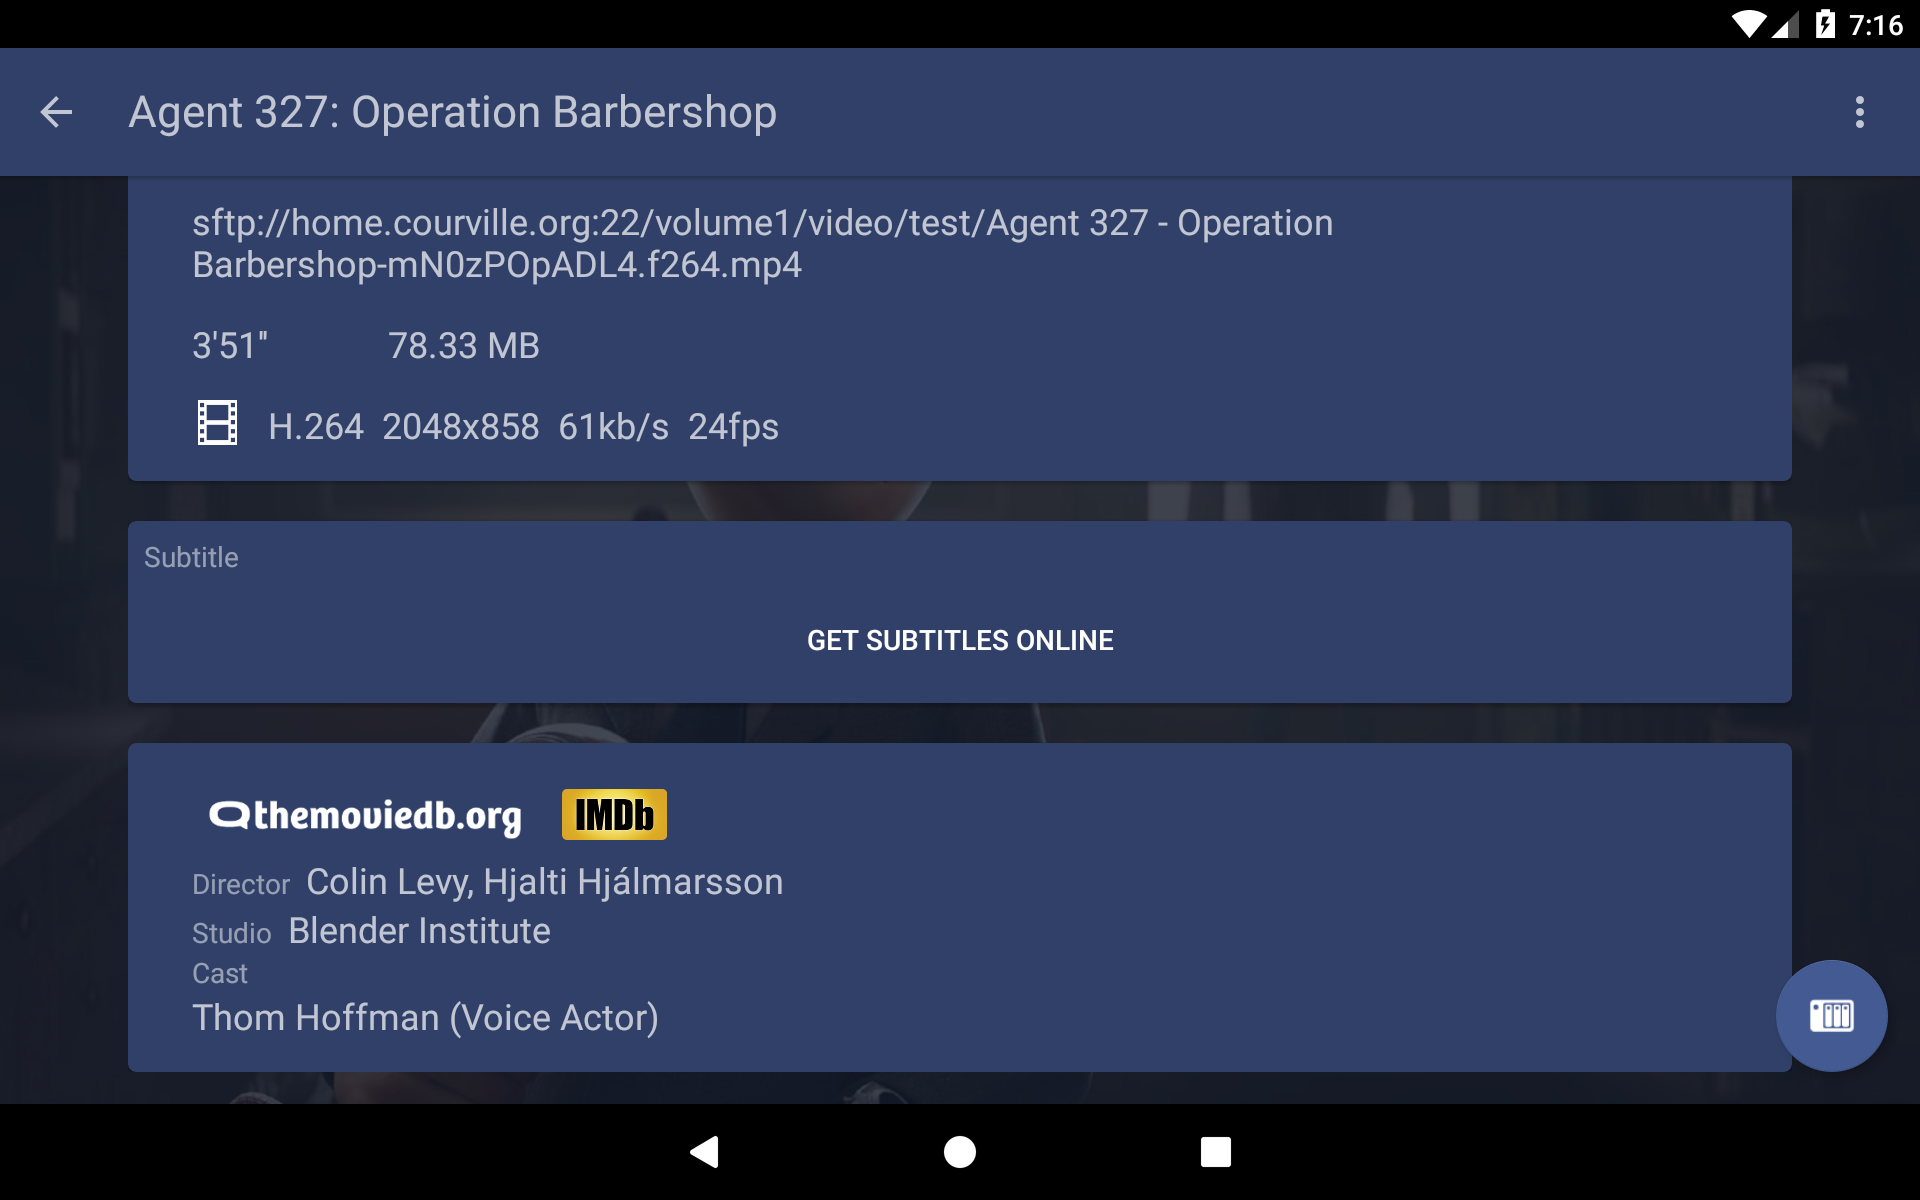 7:16
Agent 327: Operation Barbershop
sftp://home.courville.org:22/volume1/video/test/Agent 327 - Operation
Barbershop-mN0zPOpADL4.f264.mp4
3'51" 78.33 MB
H.264 2048x858 61kb/s 24fps
Subtitle
GET SUBTITLES ONLINE
themoviedb.org IMDb
Director Colin Levy, Hjalti Hjálmarsson
Studio Blender Institute
Cast
Thom Hoffman (Voice Actor)